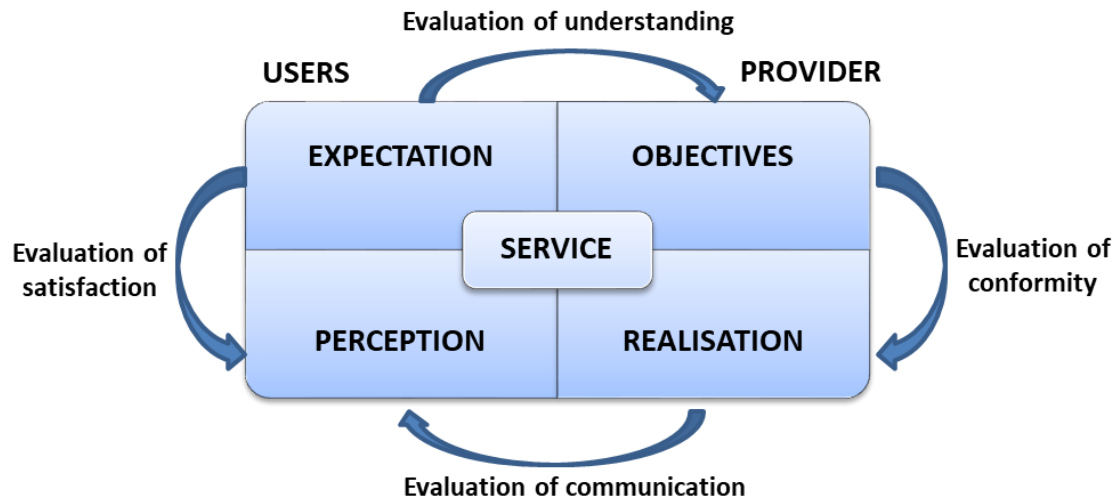 Evaluation of understanding
USERS
PROVIDER
EXPECTATION
OBJECTIVES
Evaluation of
satisfaction
SERVICE
Evaluation of
conformity
PERCEPTION
REALISATION
Evaluation of communication